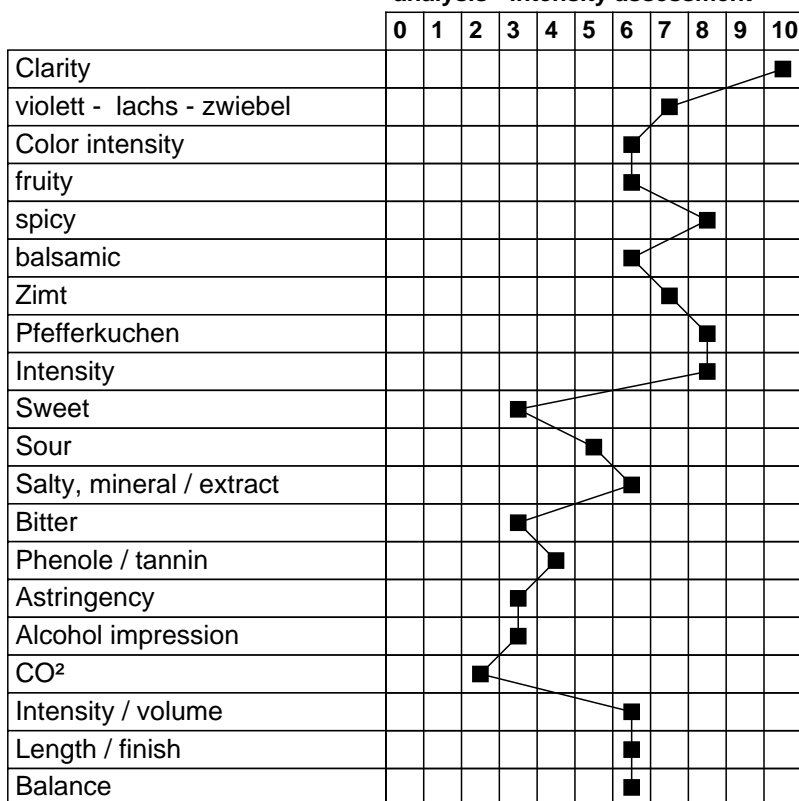 analysis - intensity assessment
0 1 2 3 4 5 6 7 8 9 10
Clarity
violett - lachs - zwiebel
Color intensity
fruity
spicy
balsamic
Zimt
Pfefferkuchen
Intensity
Sweet
Sour
Salty, mineral / extract
Bitter
Phenole / tannin
Astringency
Alcohol impression
CO²
Intensity / volume
Length / finish
Balance